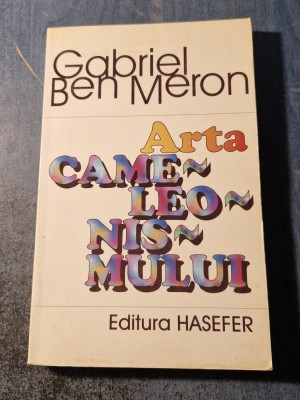 Gabriel
Ben Meron
Arta
CAME~
LEO~
NIS~
MULUI
Editura HASEFER